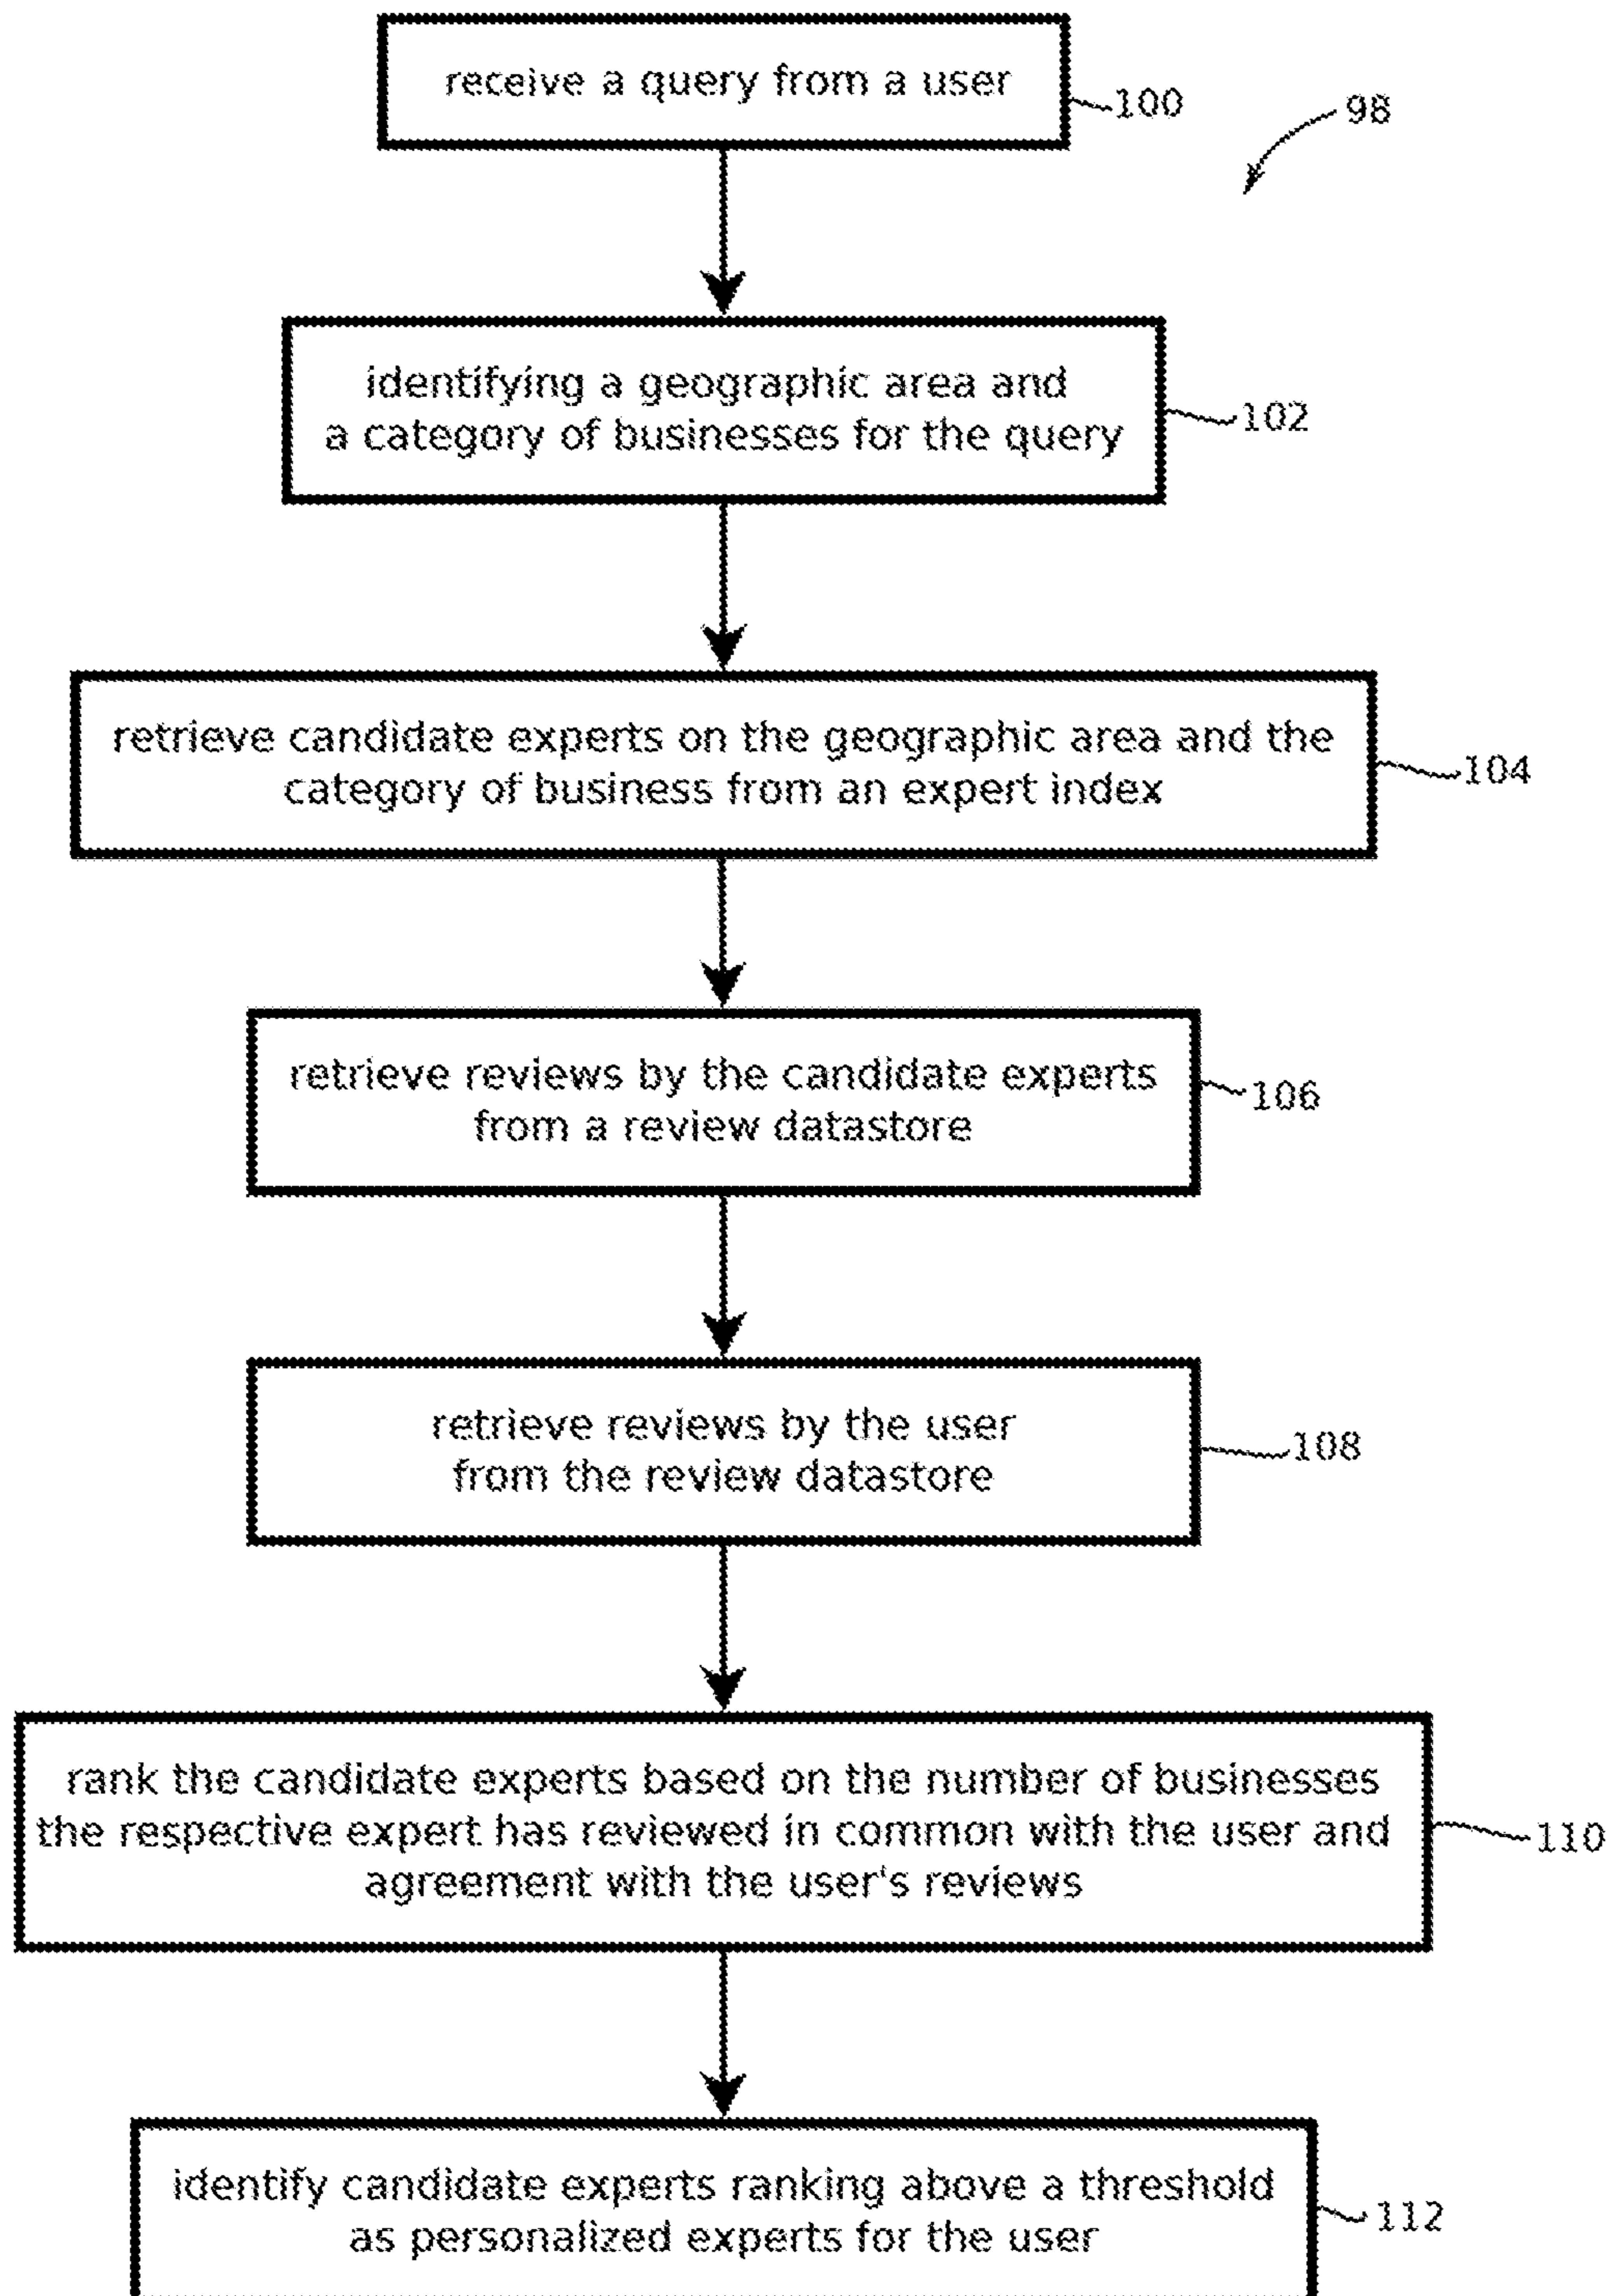 receive a query from a user
100
98
identifying a geographic area and
a category of businesses for the query
102
retrieve candidate experts on the geographic area and the
category of business from an expert index
104
retrieve reviews by the candidate experts
from a review datastore
106
retrieve reviews by the user
from the review datastore
108
rank the candidate experts based on the number of businesses
the respective expert has reviewed in common with the user and
agreement with the user's reviews
110
identify candidate experts ranking above a threshold
as personalized experts for the user
112